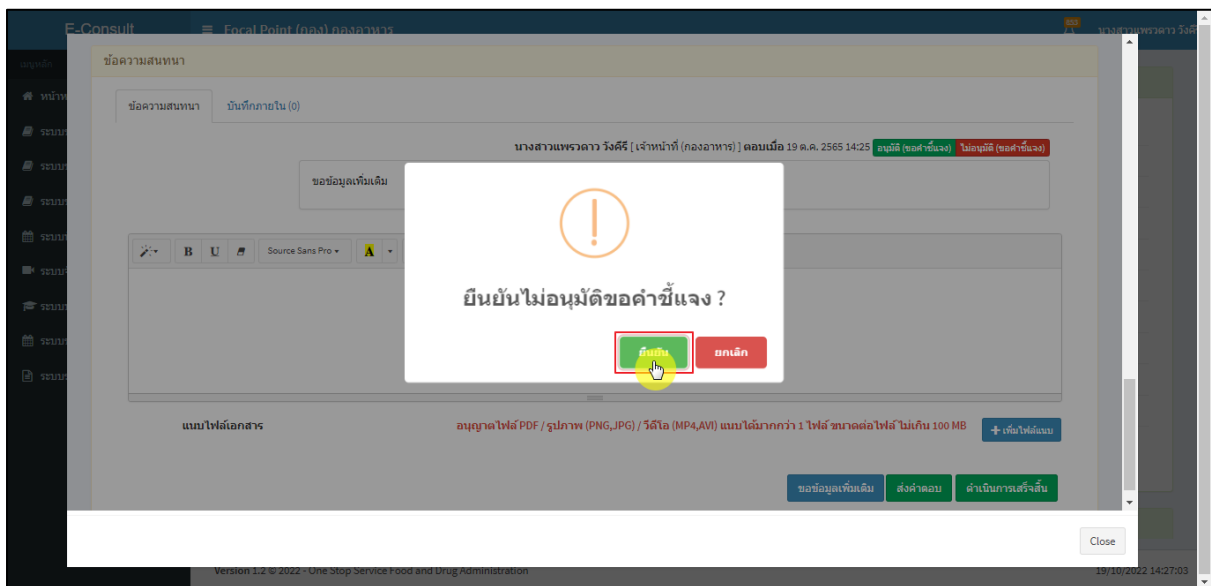 E-Consult
Focal Point (กอง) กองอาหาร
เมนูหลัก
ข้อความสนทนา
ข้อความสนทนา
บันทึกภายใน (0)
นางสาวแพรวดาว วังคีรี [ เจ้าหน้าที่ (กองอาหาร) ] ตอบเมื่อ 19 ต.ค. 2565 14:25 อนุมัติ (ขอคำชี้แจง) ไม่อนุมัติ (ขอคำชี้แจง)
ขอข้อมูลเพิ่มเติม
B U Source Sans Pro A
ยืนยันไม่อนุมัติขอคำชี้แจง ?
ยืนยัน ยกเลิก
แนบไฟล์เอกสาร
อนุญาตไฟล์ PDF / รูปภาพ (PNG,JPG) / วีดีโอ (MP4,AVI) แนบได้มากกว่า 1 ไฟล์ ขนาดต่อไฟล์ ไม่เกิน 100 MB
เพิ่มไฟล์แนบ
ขอข้อมูลเพิ่มเติม ส่งคำตอบ ดำเนินการเสร็จสิ้น
Close
Version 1.2 © 2022 - One Stop Service Food and Drug Administration
19/10/2022 14:27:03